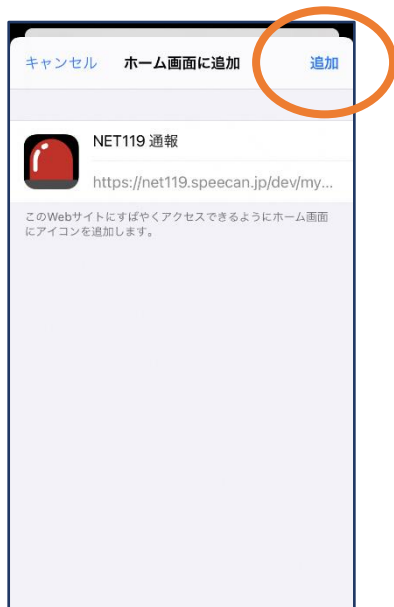 キャンセル ホーム画面に追加 追加
NET119 通報
https://net119.speecan.jp/dev/my...
このWebサイトにすばやくアクセスできるようにホーム画面
にアイコンを追加します。